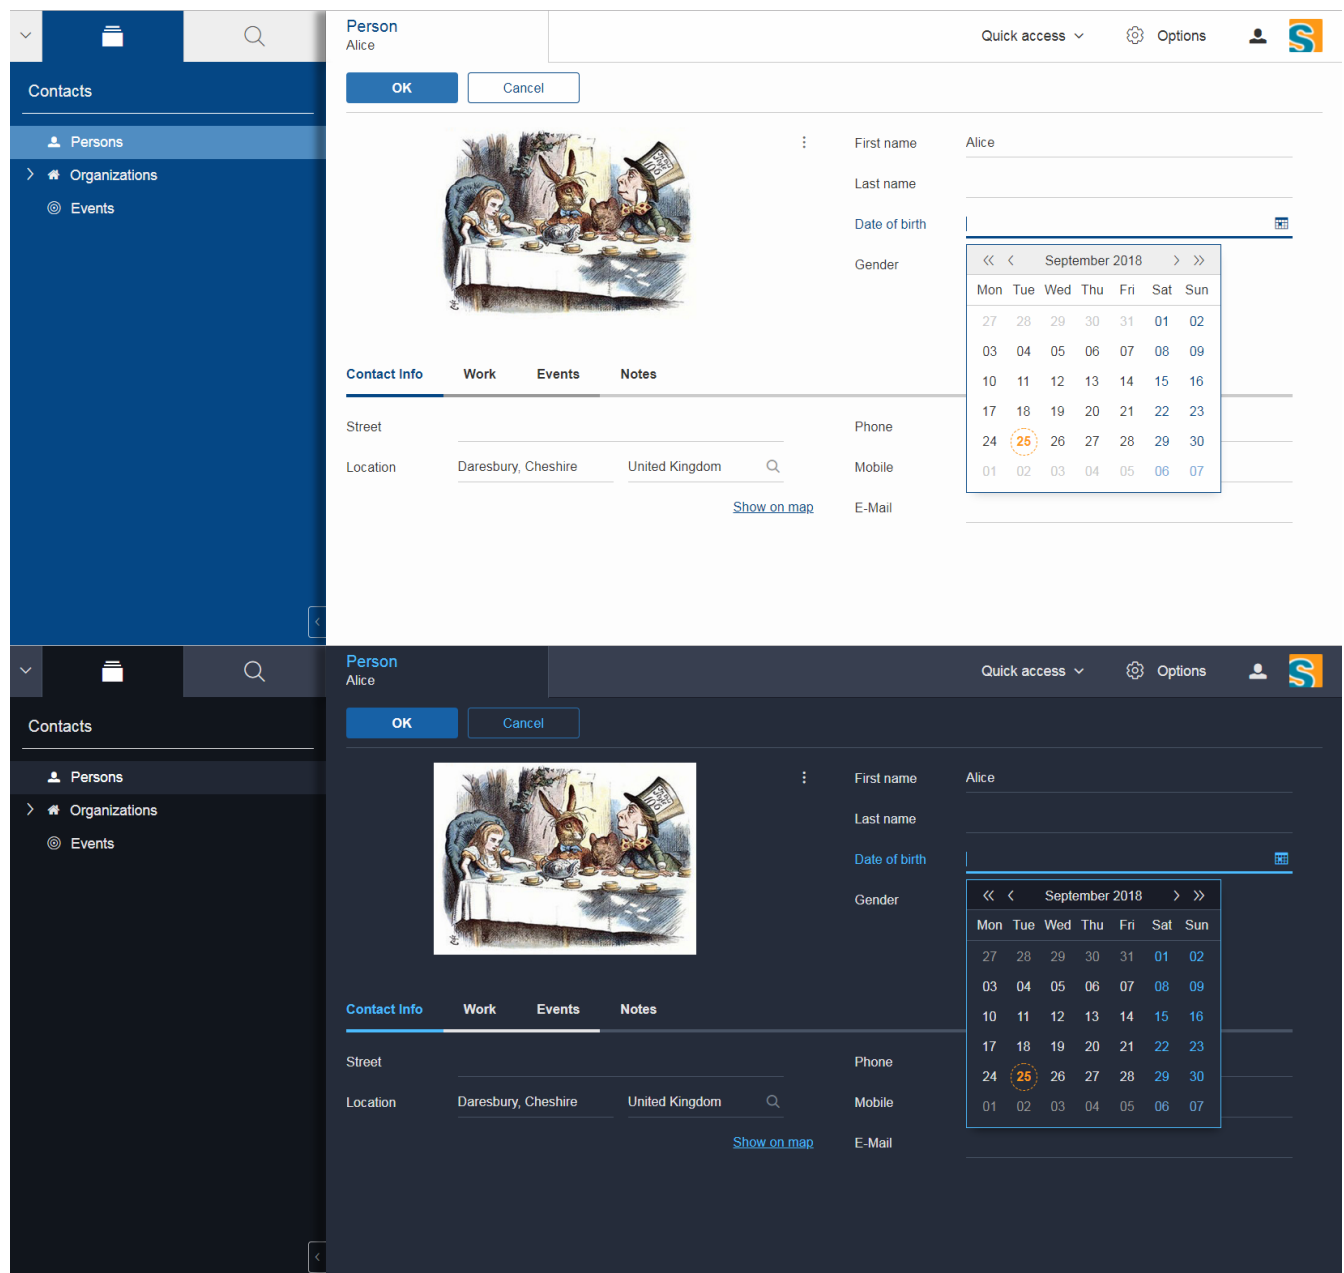 Person
Alice
Quick access
Options
Contacts
OK
Cancel
Persons
Organizations
Events
First name
Alice
Last name
Date of birth
Gender
September 2018
Mon Tue Wed Thu Fri Sat Sun
27 28 29 30 31 01 02
03 04 05 06 07 08 09
10 11 12 13 14 15 16
17 18 19 20 21 22 23
24 25 26 27 28 29 30
01 02 03 04 05 06 07
Contact Info
Work
Events
Notes
Street
Location
Daresbury, Cheshire
United Kingdom
Show on map
Phone
Mobile
E-Mail
Person
Alice
Quick access
Options
Contacts
OK
Cancel
Persons
Organizations
Events
First name
Alice
Last name
Date of birth
Gender
September 2018
Mon Tue Wed Thu Fri Sat Sun
27 28 29 30 31 01 02
03 04 05 06 07 08 09
10 11 12 13 14 15 16
17 18 19 20 21 22 23
24 25 26 27 28 29 30
01 02 03 04 05 06 07
Contact Info
Work
Events
Notes
Street
Location
Daresbury, Cheshire
United Kingdom
Show on map
Phone
Mobile
E-Mail